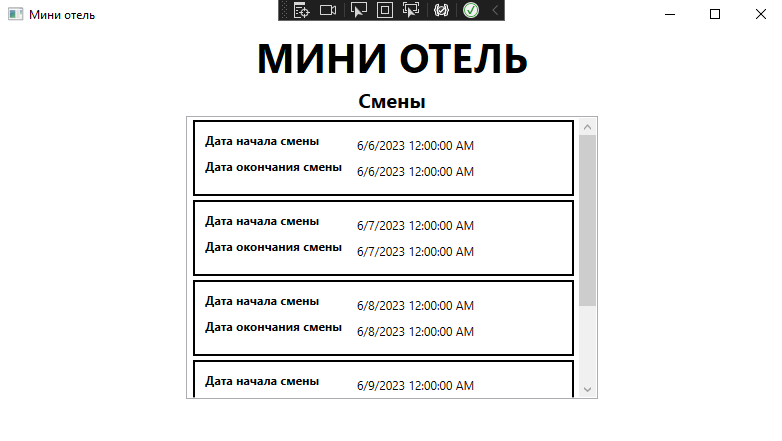 Мини отель
МИНИ ОТЕЛЬ
Смены
Дата начала смены 6/6/2023 12:00:00 AM
Дата окончания смены 6/6/2023 12:00:00 AM
Дата начала смены 6/7/2023 12:00:00 AM
Дата окончания смены 6/7/2023 12:00:00 AM
Дата начала смены 6/8/2023 12:00:00 AM
Дата окончания смены 6/8/2023 12:00:00 AM
Дата начала смены 6/9/2023 12:00:00 AM